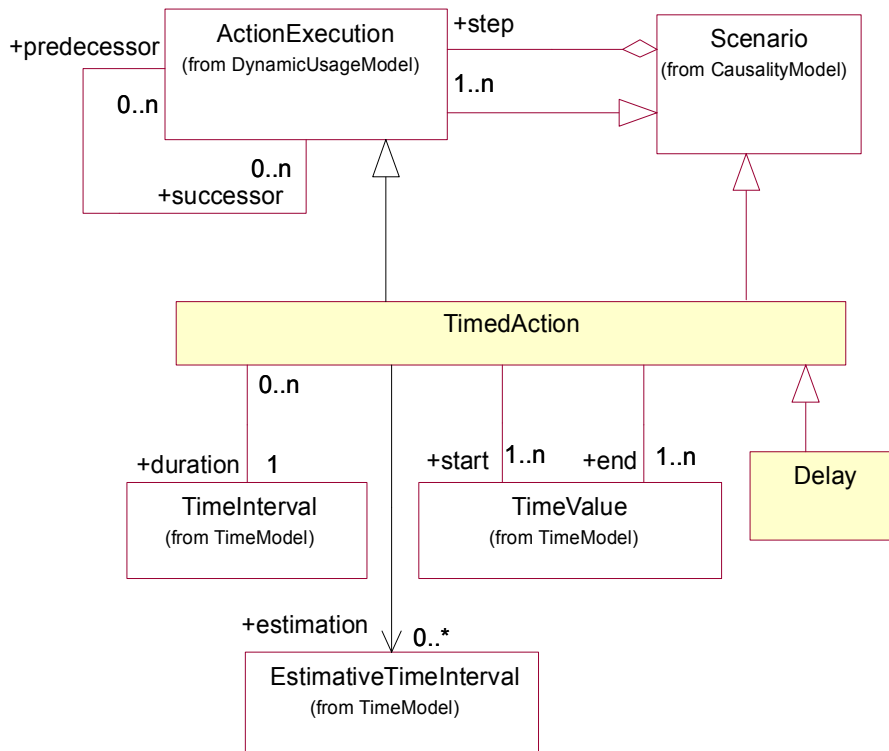 ActionExecution
(from DynamicUsageModel)
+predecessor
0..n
0..n
+successor
+step
1..n
Scenario
(from CausalityModel)
TimedAction
0..n
+duration
1
+start
1..n
+end
1..n
TimeInterval
(from TimeModel)
TimeValue
(from TimeModel)
Delay
+estimation
0..*
EstimativeTimeInterval
(from TimeModel)